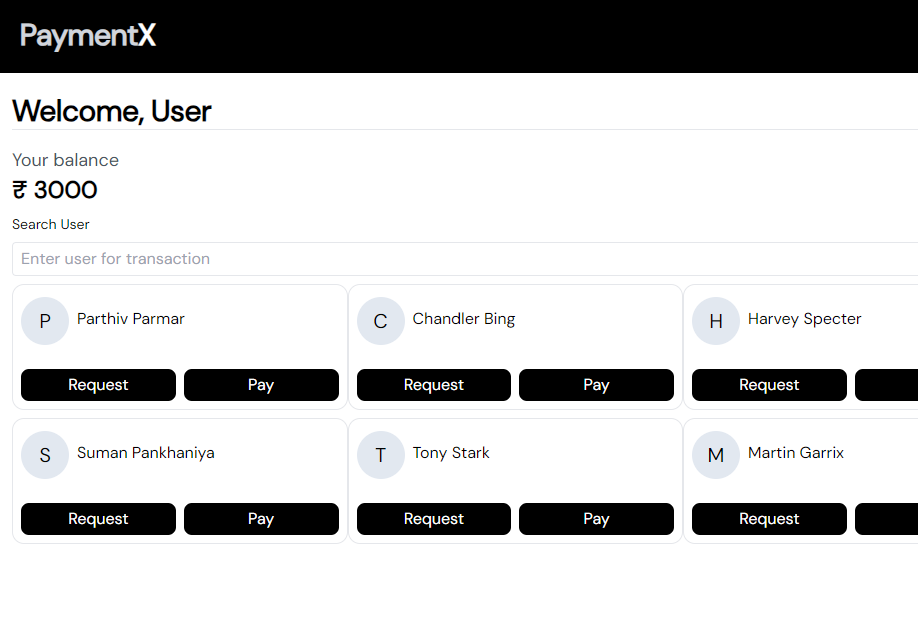 PaymentX
Welcome, User
Your balance
₹ 3000
Search User
Enter user for transaction
P Parthiv Parmar
C Chandler Bing
H Harvey Specter
Request Pay Request Pay Request
S Suman Pankhaniya
T Tony Stark
M Martin Garrix
Request Pay Request Pay Request